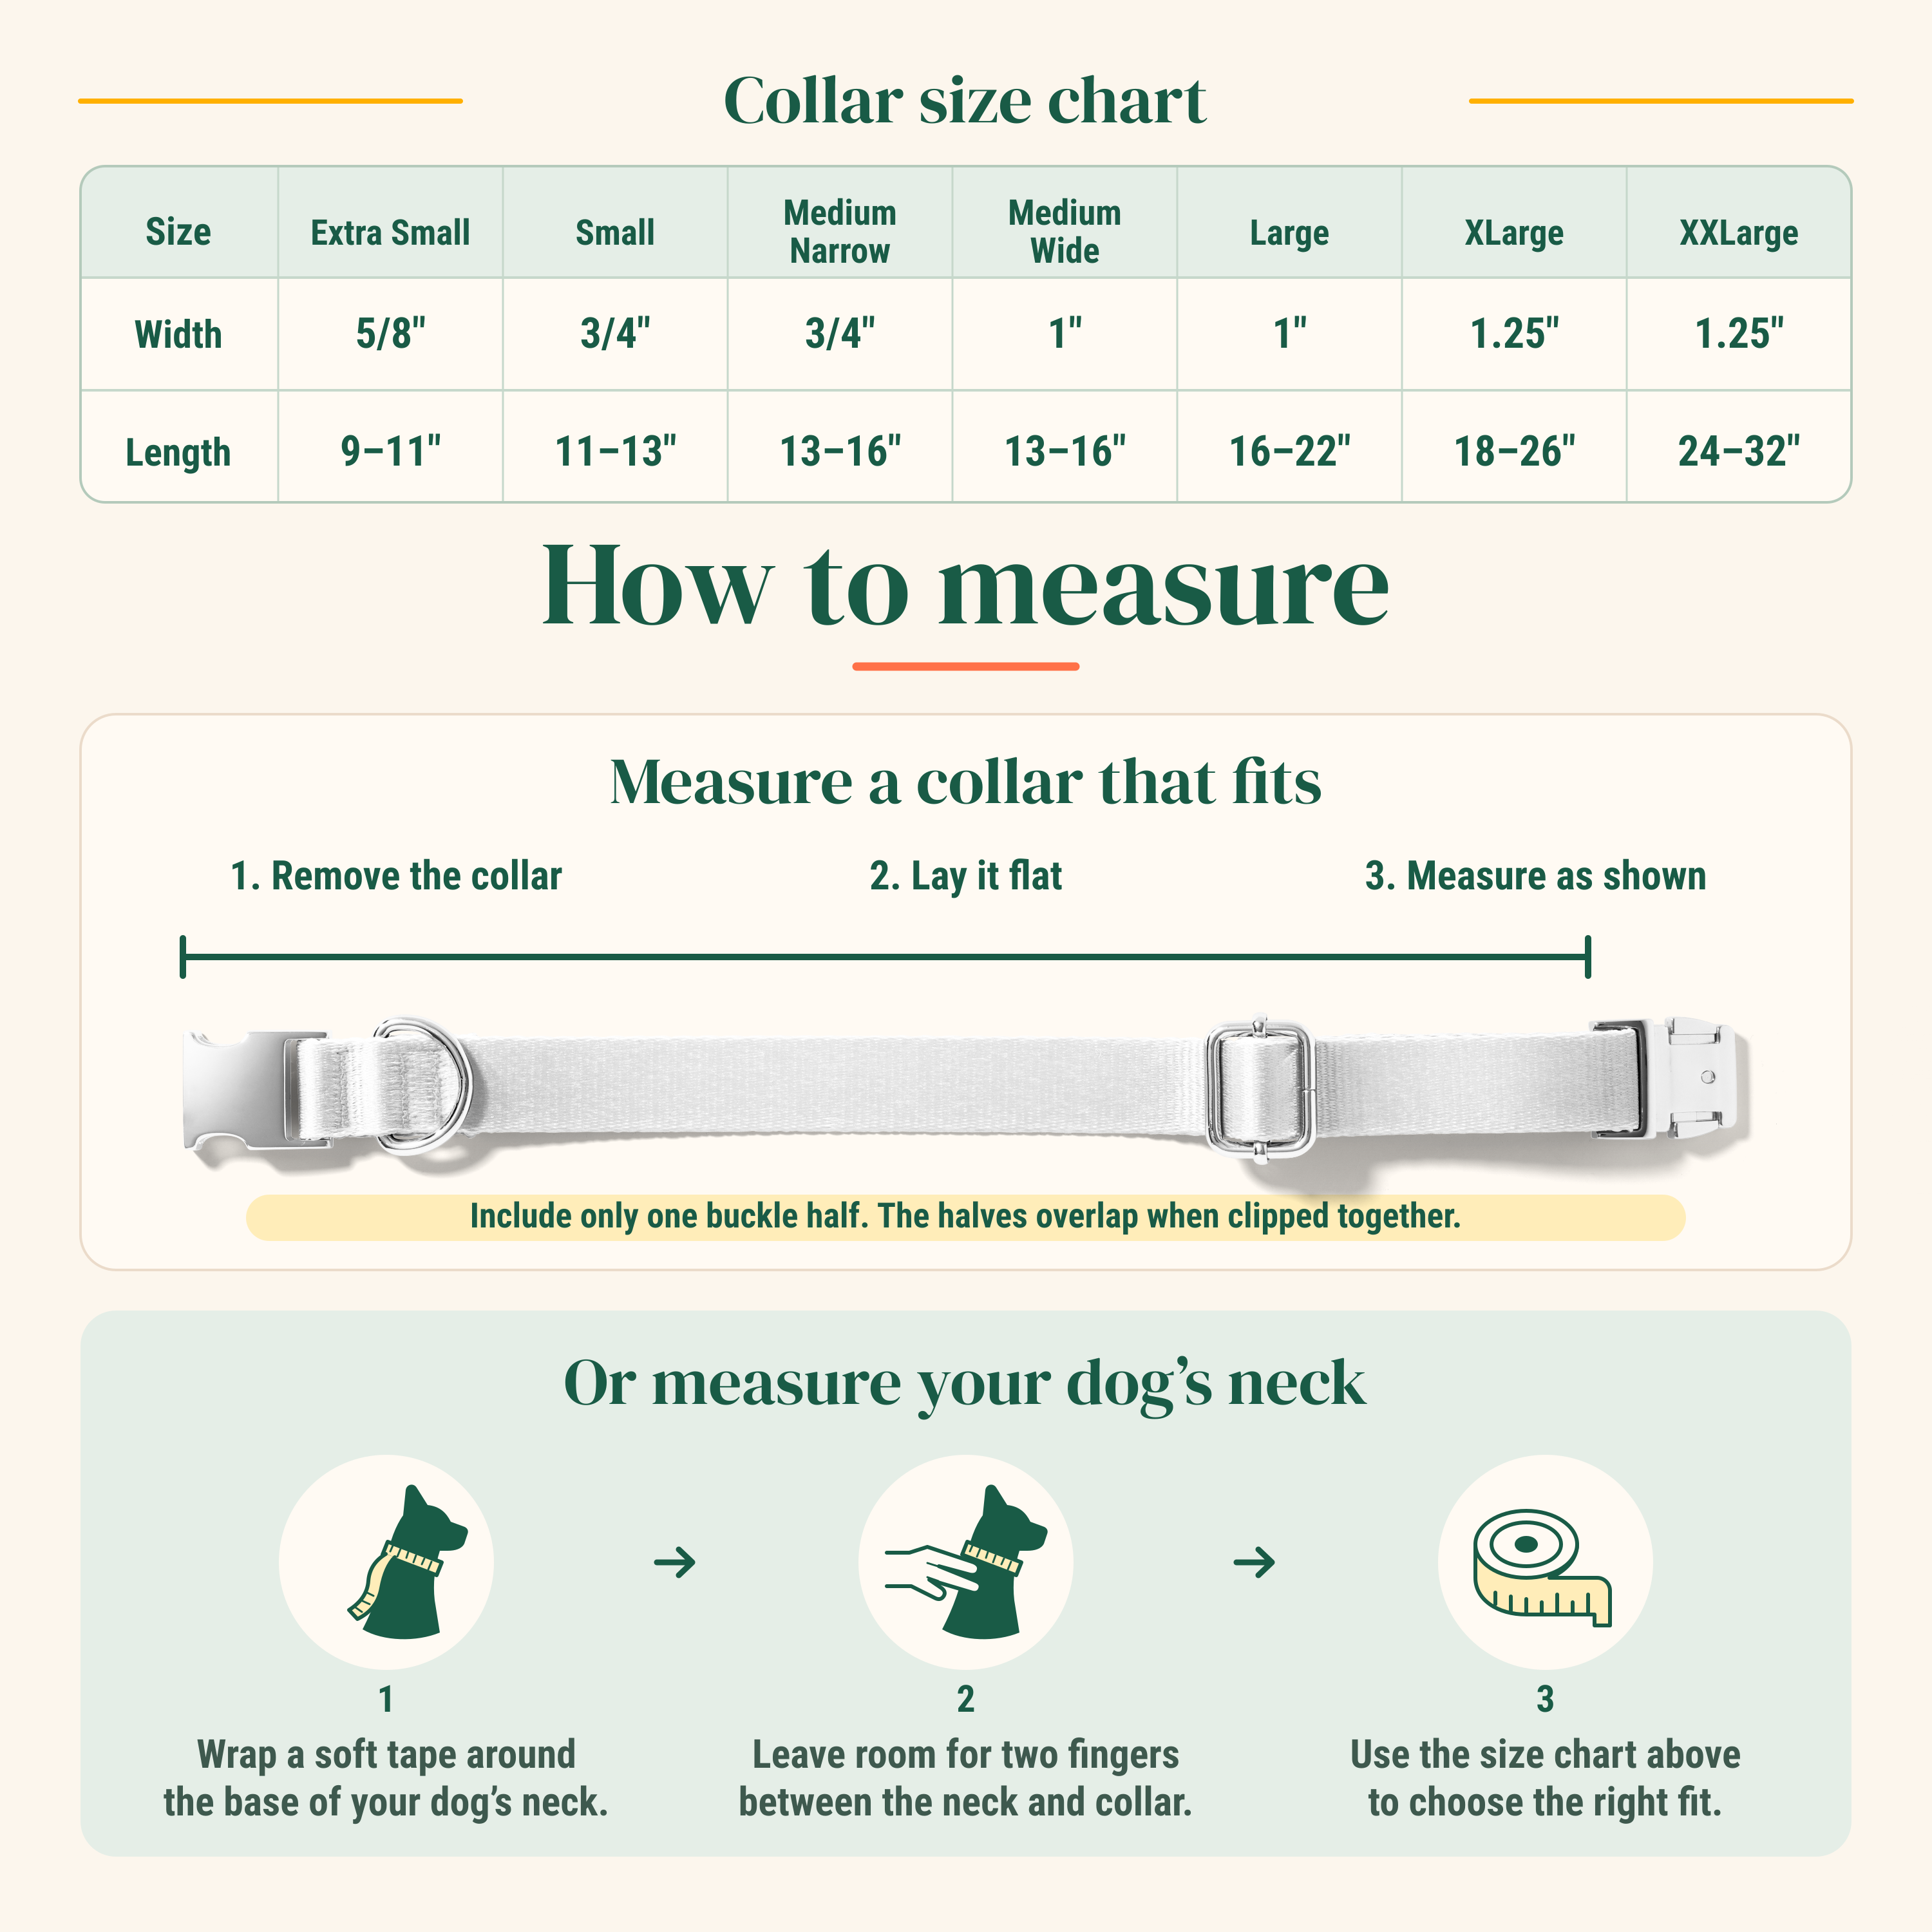 Collar size chart
Size Extra Small Small Medium Narrow Medium Wide Large XLarge XXLarge
Width 5/8" 3/4" 3/4" 1" 1" 1.25" 1.25"
Length 9–11" 11–13" 13–16" 13–16" 16–22" 18–26" 24–32"
How to measure
Measure a collar that fits
1. Remove the collar 2. Lay it flat 3. Measure as shown
Include only one buckle half. The halves overlap when clipped together.
Or measure your dog’s neck
1
Wrap a soft tape around
the base of your dog’s neck.
2
Leave room for two fingers
between the neck and collar.
3
Use the size chart above
to choose the right fit.